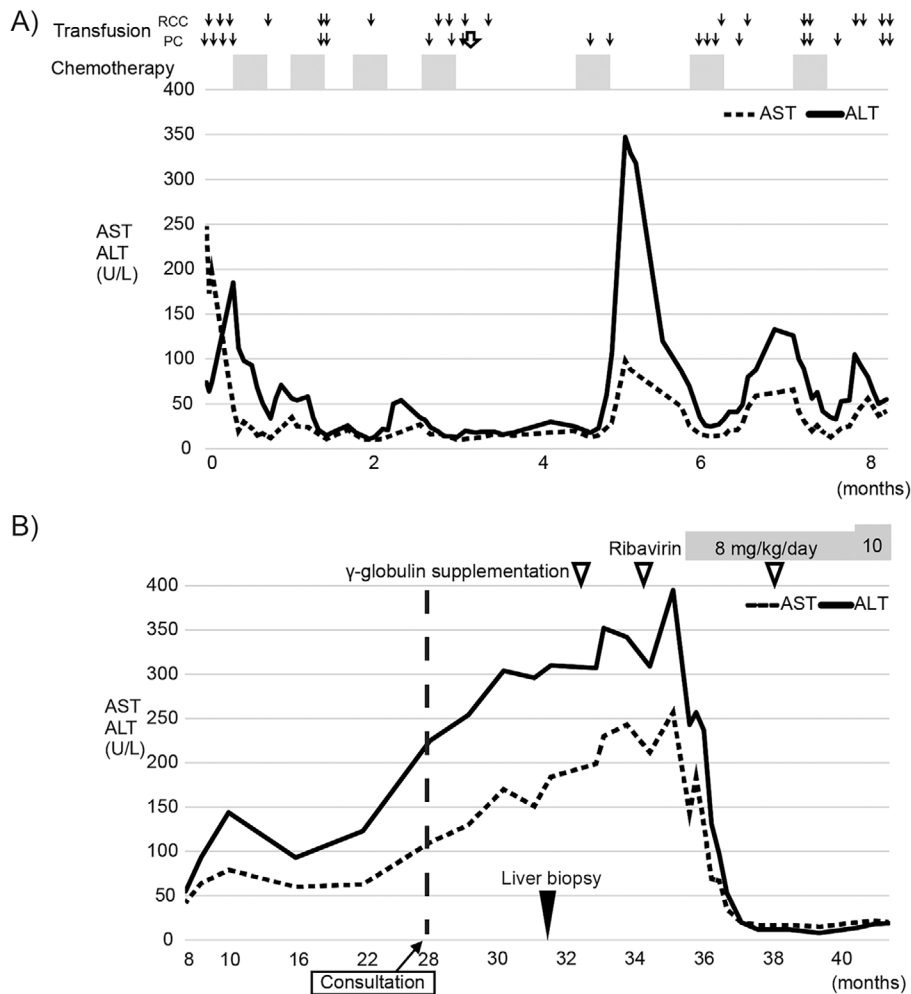 A)
Transfusion
RCC
PC
Chemotherapy
AST ALT
400
350
300
250
200
150
100
50
0
AST
ALT
(U/L)
0 2 4 6 8
(months)
B)
Ribavirin 8 mg/kg/day 10
γ-globulin supplementation
AST ALT
400
350
300
250
200
150
100
50
0
AST
ALT
(U/L)
Liver biopsy
8 10 16 22 28 30 32 34 36 38 40
Consultation
(months)